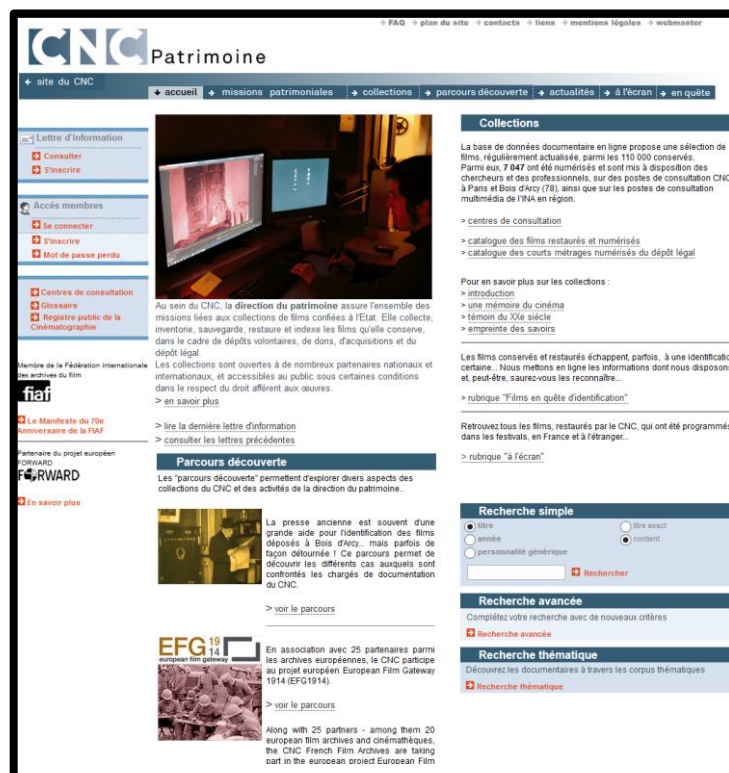 FAQ plan du site contacts liens mentions légales webmaster
CNC Patrimoine
site du CNC
accueil missions patrimoniales collections parcours découverte actualités à l'écran en quête
Lettre d'information
Consulter
S'inscrire
Accès membres
Se connecter
S'inscrire
Mot de passe perdu
Centres de consultation
Glossaire
Registre public de la
Cinématographie
Membre de la Fédération internationale
des archives du film
fiaf
Le Manifeste du 70e
Anniversaire de la FIAF
Partenaire du projet européen
FORWARD
FORWARD
En savoir plus
Au sein du CNC, la direction du patrimoine assure l'ensemble des
missions liées aux collections de films confiées à l'Etat. Elle collecte,
inventorie, sauvegarde, restaure et indexe les films qu'elle conserve,
dans le cadre de dépôts volontaires, de dons, d'acquisitions et du
dépôt légal.
Les collections sont ouvertes à de nombreux partenaires nationaux et
internationaux, et accessibles au public sous certaines conditions
dans le respect du droit afférent aux œuvres.
> en savoir plus
> lire la dernière lettre d'information
> consulter les lettres précédentes
Parcours découverte
Les "parcours découverte" permettent d'explorer divers aspects des
collections du CNC et des activités de la direction du patrimoine..
La presse ancienne est souvent d'une
grande aide pour l'identification des films
déposés à Bois d'Arcy... mais parfois de
façon détournée ! Ce parcours permet de
découvrir les différents cas auxquels sont
confrontés les chargés de documentation
du CNC.
> voir le parcours
EFG 19
14
european film gateway
En association avec 25 partenaires parmi
les archives européennes, le CNC participe
au projet européen European Film Gateway
1914 (EFG1914).
> voir le parcours
Along with 25 partners - among them 20
european film archives and cinémathèques,
the CNC French Film Archives are taking
part in the european project European Film
Collections
La base de données documentaire en ligne propose une sélection de
films, régulièrement actualisée, parmi les 110 000 conservés.
Parmi eux, 7 047 ont été numérisés et sont mis à disposition des
chercheurs et des professionnels, sur des postes de consultation CNC
à Paris et Bois d'Arcy (78), ainsi que sur les postes de consultation
multimédia de l'INA en région.
> centres de consultation
> catalogue des films restaurés et numérisés
> catalogue des courts métrages numérisés du dépôt légal
Pour en savoir plus sur les collections :
> introduction
> une mémoire du cinéma
> témoin du XXe siècle
> empreinte des savoirs
Les films conservés et restaurés échappent, parfois, à une identificatio
certaine... Nous mettons en ligne les informations dont nous disposons
et, peut-être, saurez-vous les reconnaître...
> rubrique "Films en quête d'identification"
Retrouvez tous les films, restaurés par le CNC, qui ont été programmés
dans les festivals, en France et à l'étranger...
> rubrique "à l'écran"
Recherche simple
titre titre exact
année content
personnalité générique
Rechercher
Recherche avancée
Complétez votre recherche avec de nouveaux critères
Recherche avancée
Recherche thématique
Découvrez les documentaires à travers les corpus thématiques
Recherche thématique